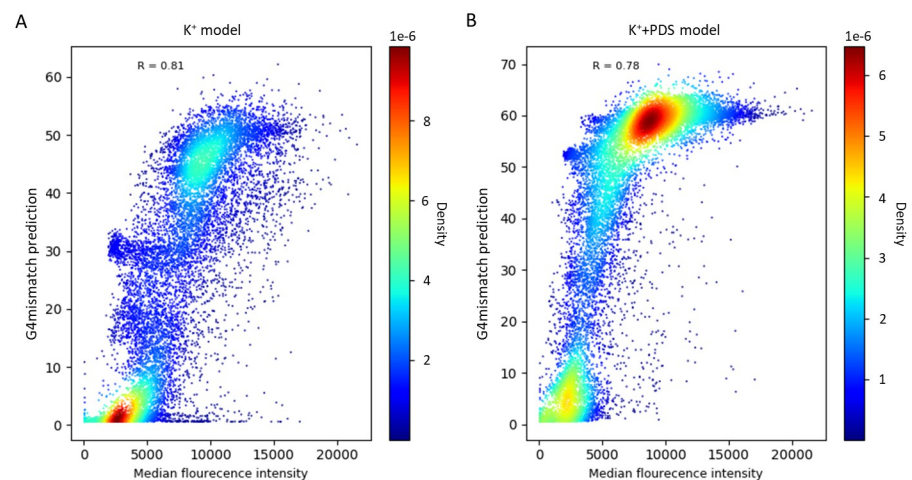 A
K⁺ model
1e-6
R = 0.81
60
50
40
30
20
10
0
G4mismatch prediction
0
5000
10000
15000
20000
Median flourecence intensity
8
6
4
2
Density
B
K⁺+PDS model
1e-6
R = 0.78
70
60
50
40
30
20
10
0
G4mismatch prediction
0
5000
10000
15000
20000
Median flourecence intensity
6
5
4
3
2
1
Density